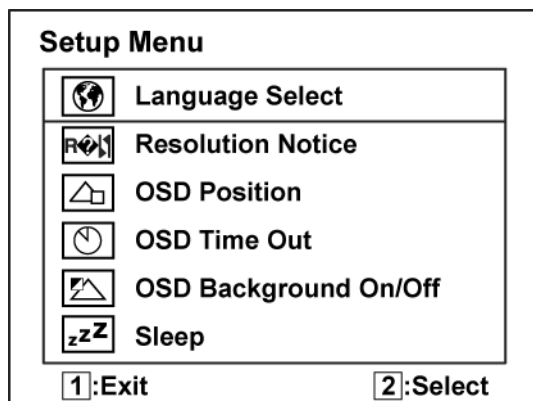 Setup Menu
Language Select
Resolution Notice
OSD Position
OSD Time Out
OSD Background On/Off
zzZ Sleep
1:Exit 2:Select